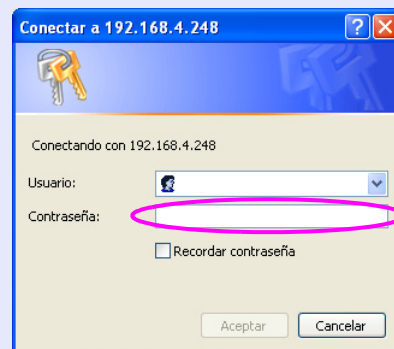 Conectar a 192.168.4.248
Conectando con 192.168.4.248
Usuario:
Contraseña:
Recordar contraseña
Aceptar Cancelar